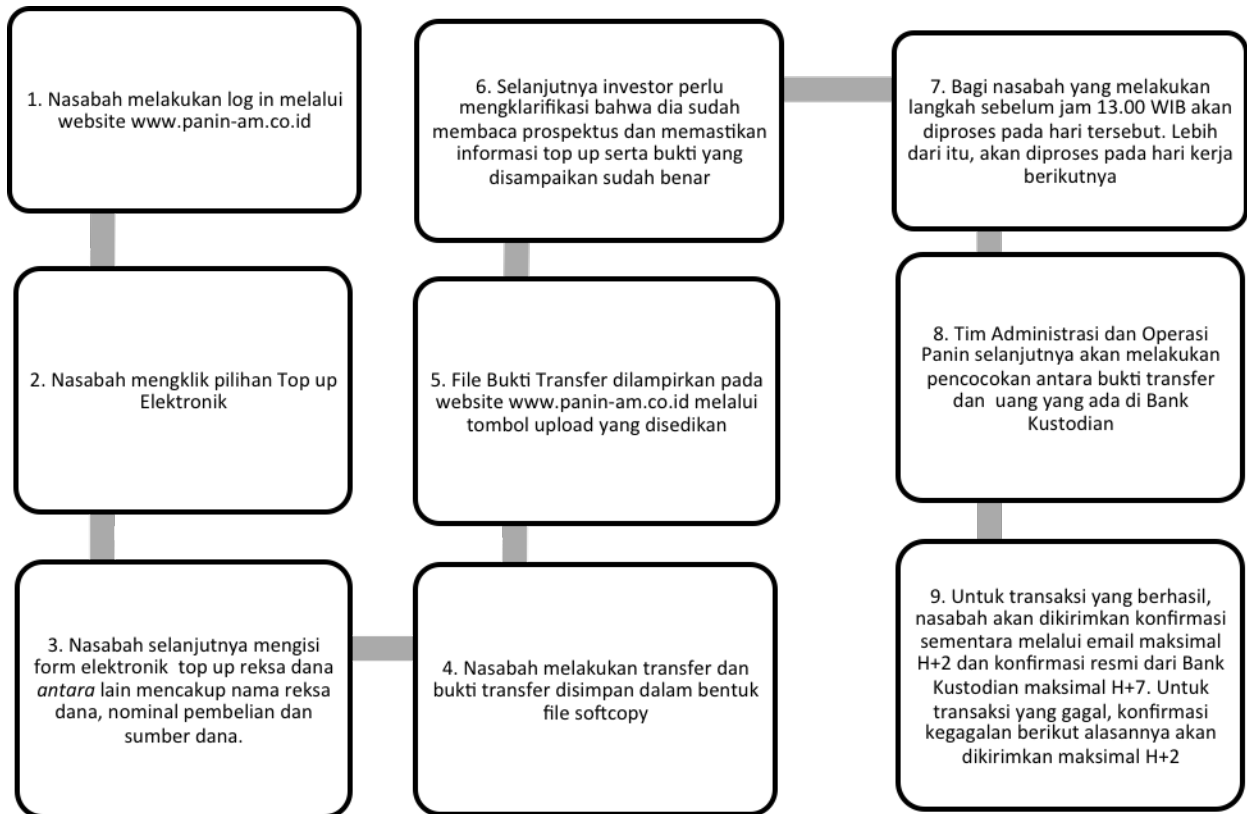 1. Nasabah melakukan log in melalui
website www.panin-am.co.id
2. Nasabah mengklik pilihan Top up
Elektronik
3. Nasabah selanjutnya mengisi
form elektronik top up reksa dana
antara lain mencakup nama reksa
dana, nominal pembelian dan
sumber dana.
4. Nasabah melakukan transfer dan
bukti transfer disimpan dalam bentuk
file softcopy
5. File Bukti Transfer dilampirkan pada
website www.panin-am.co.id melalui
tombol upload yang disedikan
6. Selanjutnya investor perlu
mengklarifikasi bahwa dia sudah
membaca prospektus dan memastikan
informasi top up serta bukti yang
disampaikan sudah benar
7. Bagi nasabah yang melakukan
langkah sebelum jam 13.00 WIB akan
diproses pada hari tersebut. Lebih
dari itu, akan diproses pada hari kerja
berikutnya
8. Tim Administrasi dan Operasi
Panin selanjutnya akan melakukan
pencocokan antara bukti transfer
dan uang yang ada di Bank
Kustodian
9. Untuk transaksi yang berhasil,
nasabah akan dikirimkan konfirmasi
sementara melalui email maksimal
H+2 dan konfirmasi resmi dari Bank
Kustodian maksimal H+7. Untuk
transaksi yang gagal, konfirmasi
kegagalan berikut alasannya akan
dikirimkan maksimal H+2